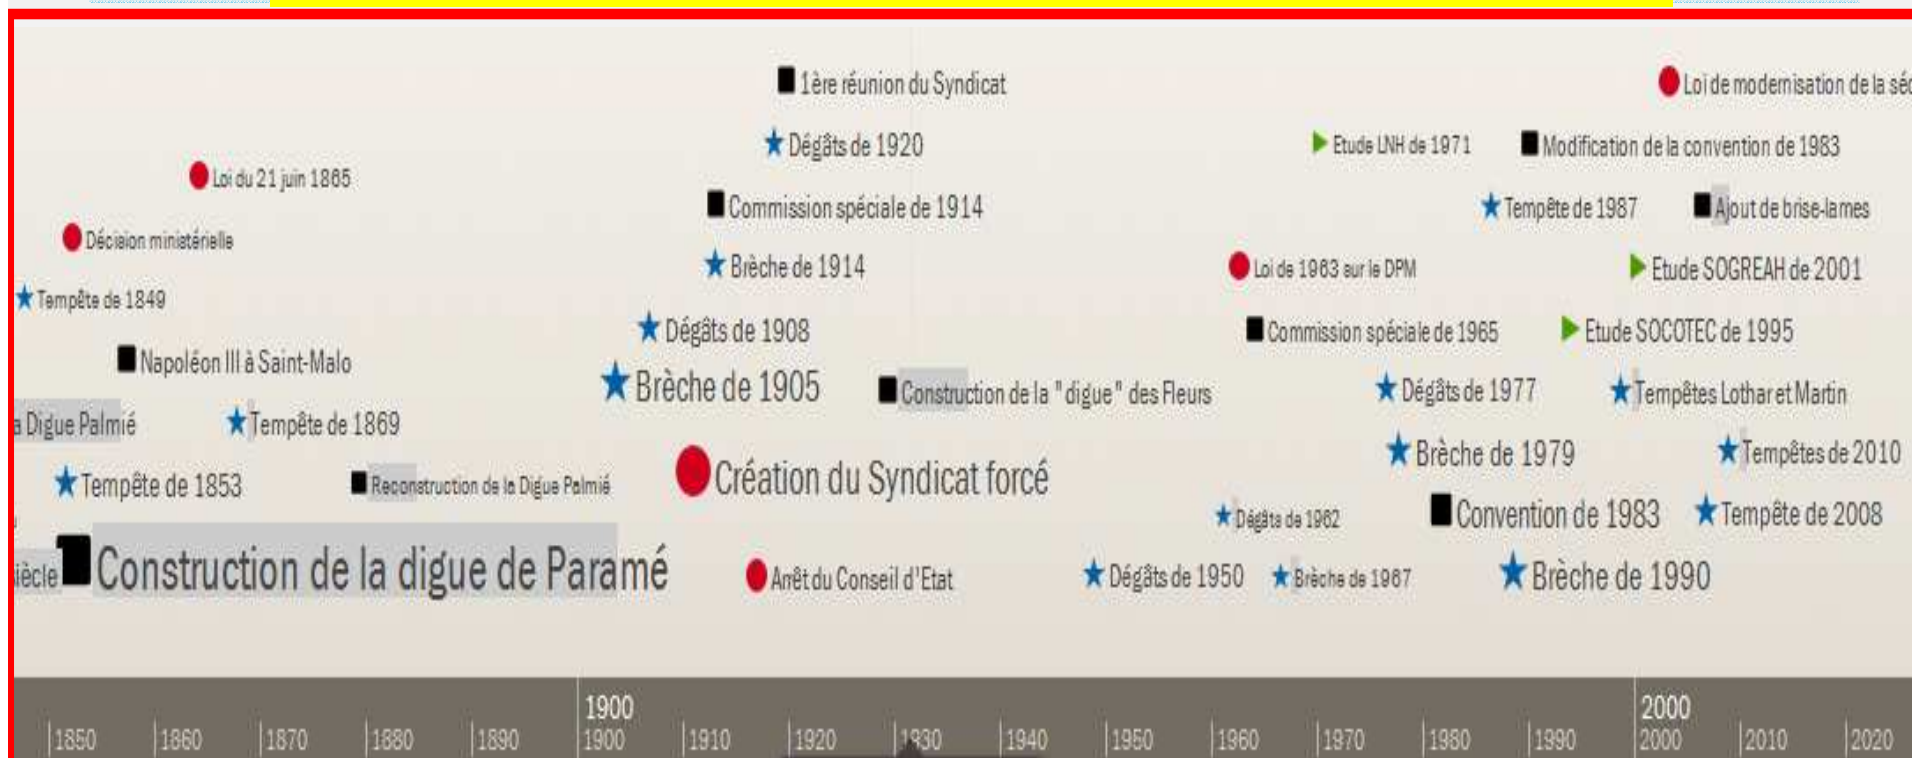 1ère réunion du Syndicat
Loi de modernisation de la séc
Dégâts de 1920
Etude LNH de 1971
Modification de la convention de 1983
Loi du 21 juin 1865
Commission spéciale de 1914
Tempête de 1987
Ajout de brise-lames
Décision ministérielle
Brèche de 1914
Loi de 1963 sur le DPM
Etude SOGREAH de 2001
Tempête de 1849
Dégâts de 1908
Commission spéciale de 1965
Etude SOCOTEC de 1995
Napoléon III à Saint-Malo
Brèche de 1905
Construction de la "digue" des Fleurs
Dégâts de 1977
Tempêtes Lothar et Martin
a Digue Palmié
Tempête de 1869
Création du Syndicat forcé
Brèche de 1979
Tempêtes de 2010
Tempête de 1853
Reconstruction de la Digue Palmié
Dégâts de 1962
Convention de 1983
Tempête de 2008
iècle
Construction de la digue de Paramé
Arrêt du Conseil d'Etat
Dégâts de 1950
Brèche de 1967
Brèche de 1990
1900 2000
1850 1860 1870 1880 1890 1900 1910 1920 1930 1940 1950 1960 1970 1980 1990 2000 2010 2020